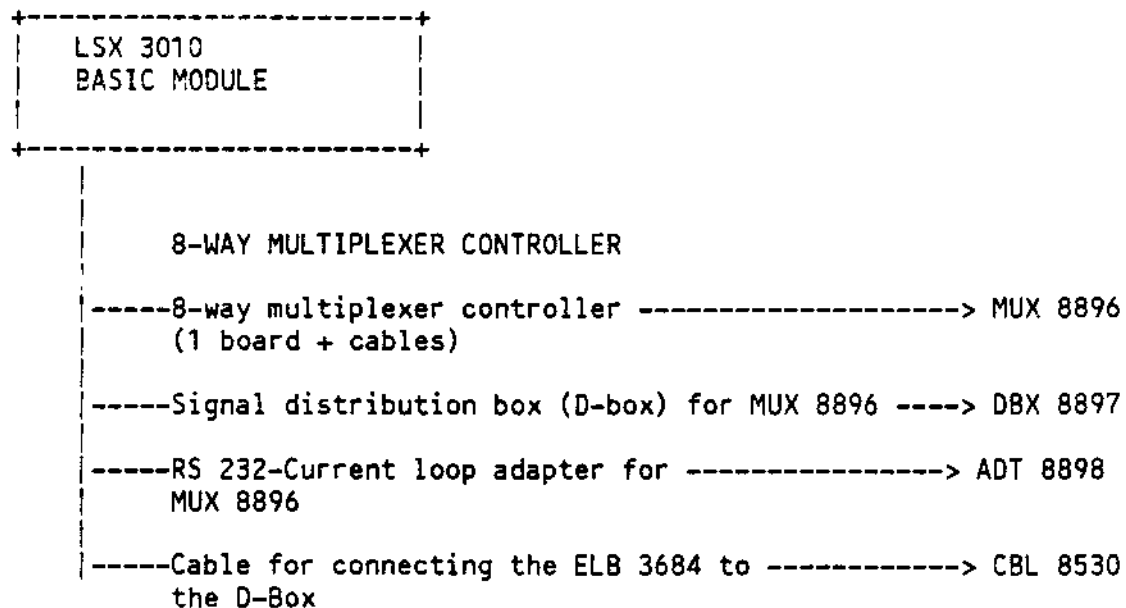 LSX 3010
BASIC MODULE
8-WAY MULTIPLEXER CONTROLLER
8-way multiplexer controller --------------------> MUX 8896
(1 board + cables)
Signal distribution box (D-box) for MUX 8896 ----> DBX 8897
RS 232-Current loop adapter for ----------------> ADT 8898
MUX 8896
Cable for connecting the ELB 3684 to ------------> CBL 8530
the D-Box